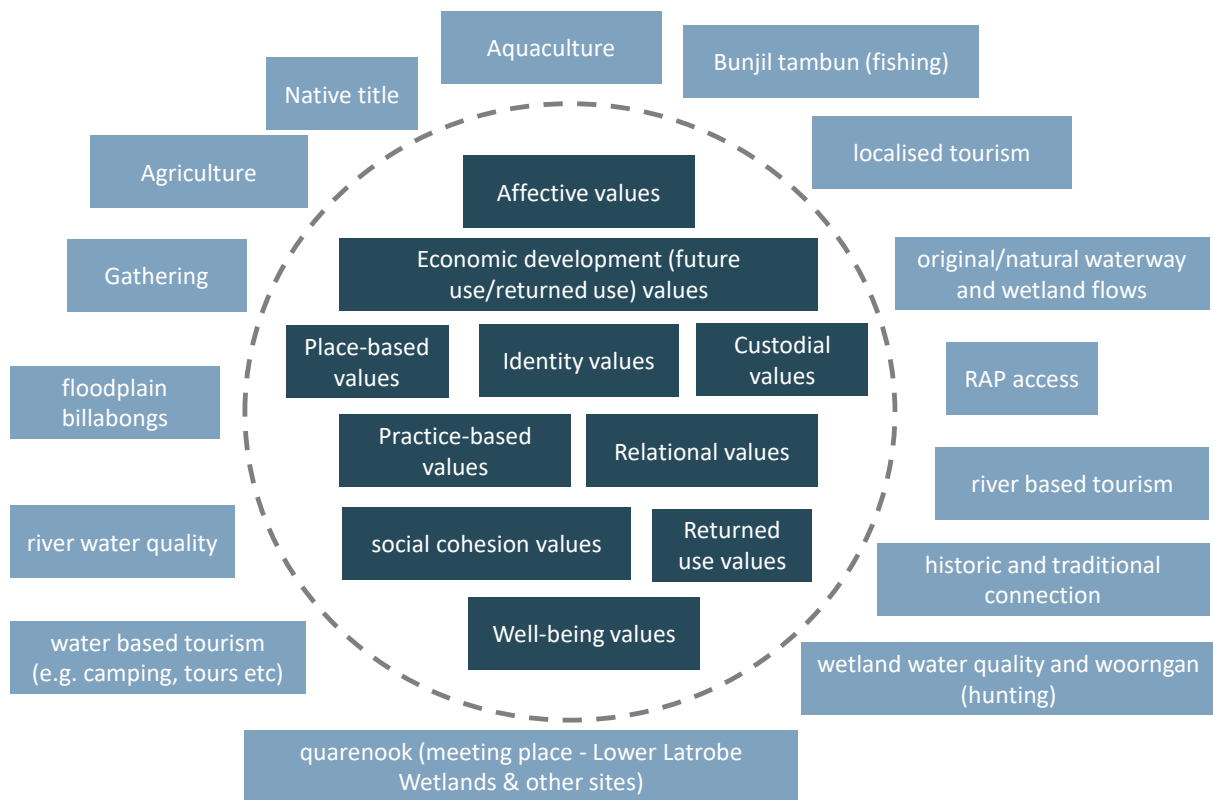 Aquaculture
Bunjil tambun (fishing)
Native title
localised tourism
Agriculture
Affective values
Gathering
Economic development (future
use/returned use) values
original/natural waterway
and wetland flows
Place-based
values
Identity values
Custodial
values
RAP access
floodplain
billabongs
Practice-based
values
Relational values
river based tourism
river water quality
social cohesion values
Returned
use values
historic and traditional
connection
Well-being values
water based tourism
(e.g. camping, tours etc)
wetland water quality and woorngan
(hunting)
quarenook (meeting place - Lower Latrobe
Wetlands & other sites)